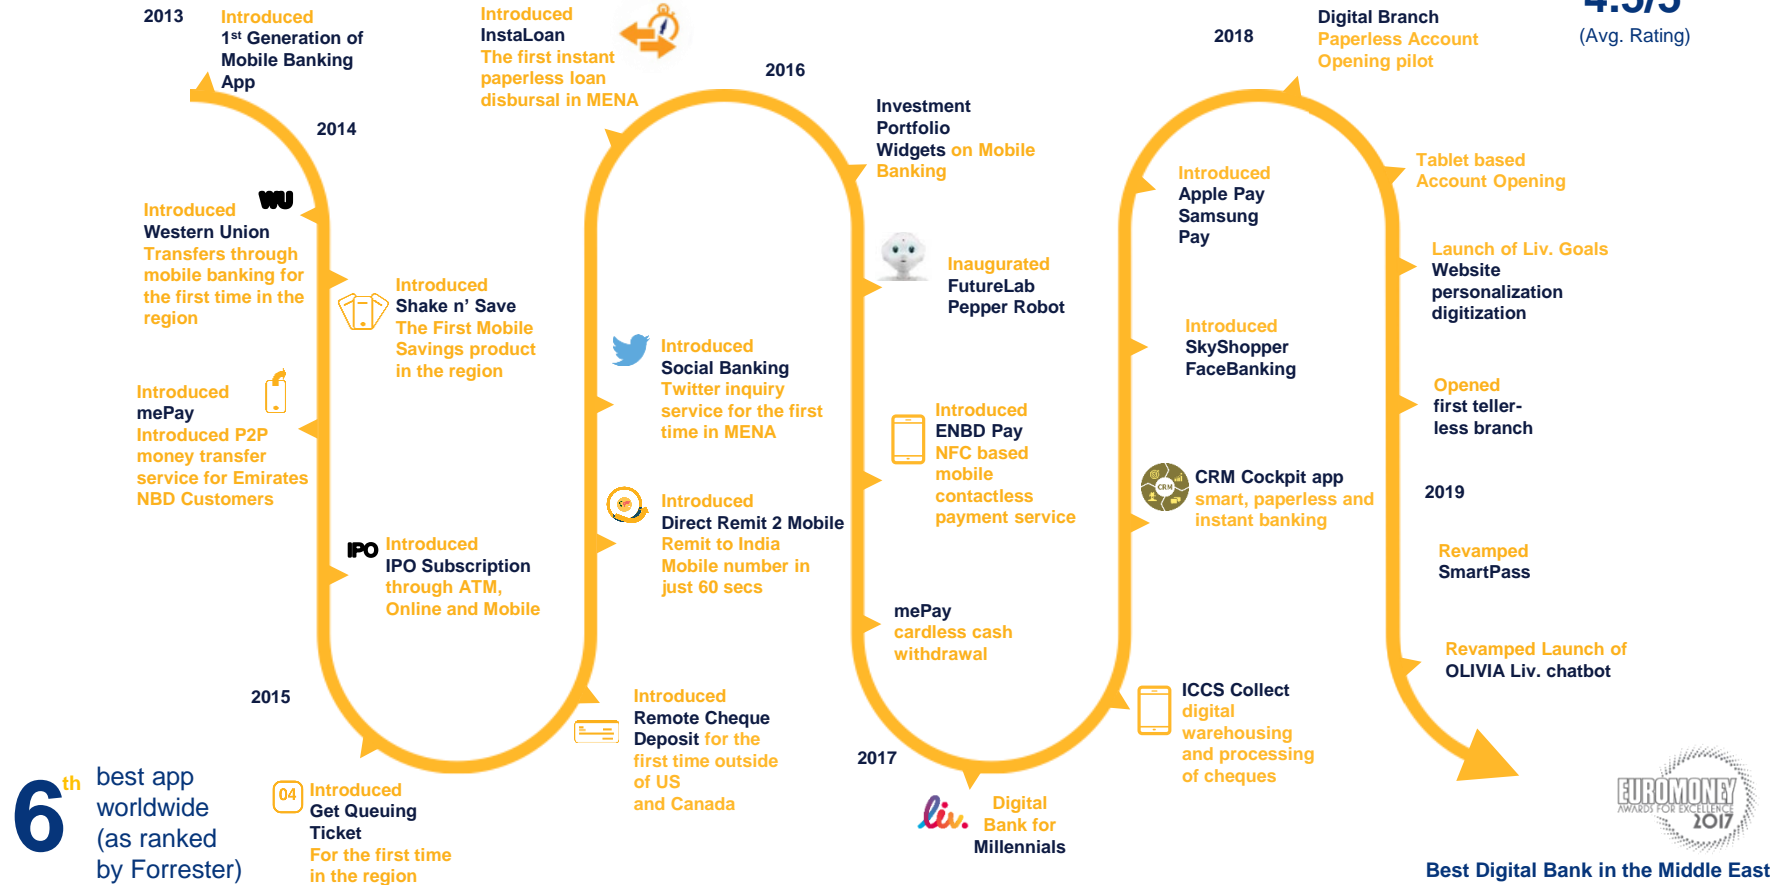 2013
Introduced
1st Generation of
Mobile Banking
App
2014
WU
Introduced
Western Union
Transfers through
mobile banking for
the first time in the
region
Introduced
Shake n’ Save
The First Mobile
Savings product
in the region
Introduced
mePay
Introduced P2P
money transfer
service for Emirates
NBD Customers
IPO
Introduced
IPO Subscription
through ATM,
Online and Mobile
2015
04
Introduced
Get Queuing
Ticket
For the first time
in the region
Introduced
Remote Cheque
Deposit for the
first time outside
of US
and Canada
Introduced
Direct Remit 2 Mobile
Remit to India
Mobile number in
just 60 secs
Introduced
Social Banking
Twitter inquiry
service for the first
time in MENA
Introduced
InstaLoan
The first instant
paperless loan
disbursal in MENA
2016
Investment
Portfolio
Widgets on Mobile
Banking
Inaugurated
FutureLab
Pepper Robot
Introduced
ENBD Pay
NFC based
mobile
contactless
payment service
mePay
cardless cash
withdrawal
2017
liv.
Digital
Bank for
Millennials
ICCS Collect
digital
warehousing
and processing
of cheques
CRM
CRM Cockpit app
smart, paperless and
instant banking
Introduced
SkyShopper
FaceBanking
Introduced
Apple Pay
Samsung
Pay
2018
Digital Branch
Paperless Account
Opening pilot
Tablet based
Account Opening
Launch of Liv. Goals
Website
personalization
digitization
Opened
first teller-
less branch
2019
Revamped
SmartPass
Revamped Launch of
OLIVIA Liv. chatbot
4.5/5
(Avg. Rating)
6th
best app
worldwide
(as ranked
by Forrester)
EUROMONEY
AWARDS FOR EXCELLENCE
2017
Best Digital Bank in the Middle East